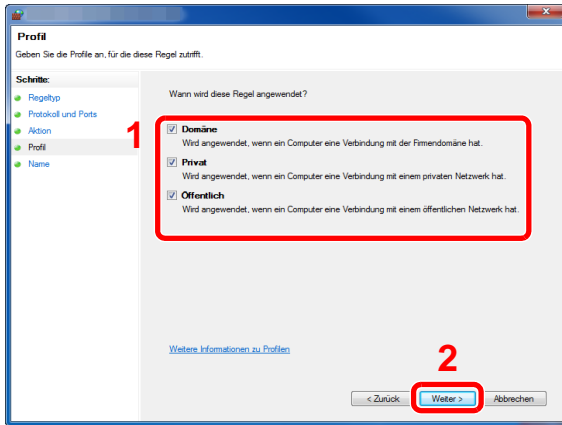 Profil
Geben Sie die Profile an, für die diese Regel zutrifft.
Schritte:
Regeltyp
Protokoll und Ports
Aktion
Profil
Name
Wann wird diese Regel angewendet?
1
Domäne
Wird angewendet, wenn ein Computer eine Verbindung mit der Firmendomäne hat.
Privat
Wird angewendet, wenn ein Computer eine Verbindung mit einem privaten Netzwerk hat.
Öffentlich
Wird angewendet, wenn ein Computer eine Verbindung mit einem öffentlichen Netzwerk hat.
Weitere Informationen zu Profilen
2
< Zurück Weiter > Abbrechen